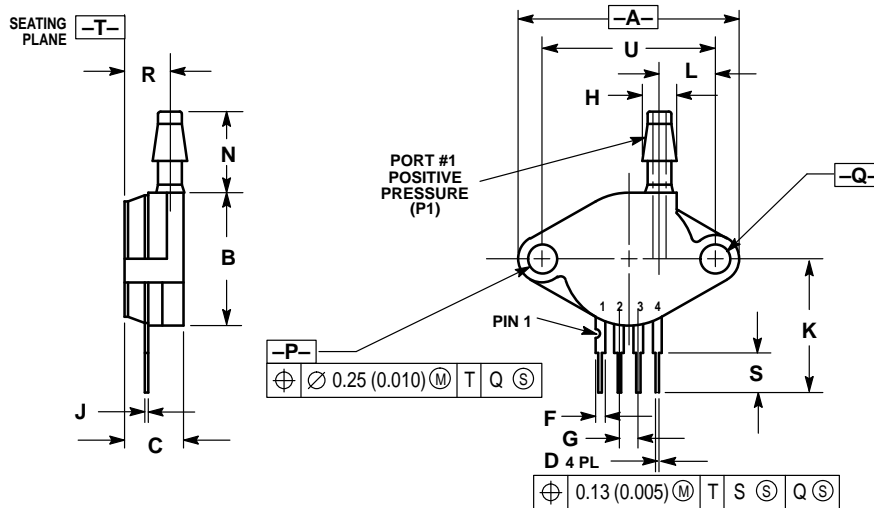 SEATING
PLANE
–T–
R
N
B
J
C
–A–
U
L
H
PORT #1
POSITIVE
PRESSURE
(P1)
–Q–
K
S
1 2 3 4
PIN 1
–P–
⌖ ∅ 0.25 (0.010) Ⓜ T Q Ⓢ
F
G
D 4 PL
⌖ 0.13 (0.005) Ⓜ T S Ⓢ Q Ⓢ